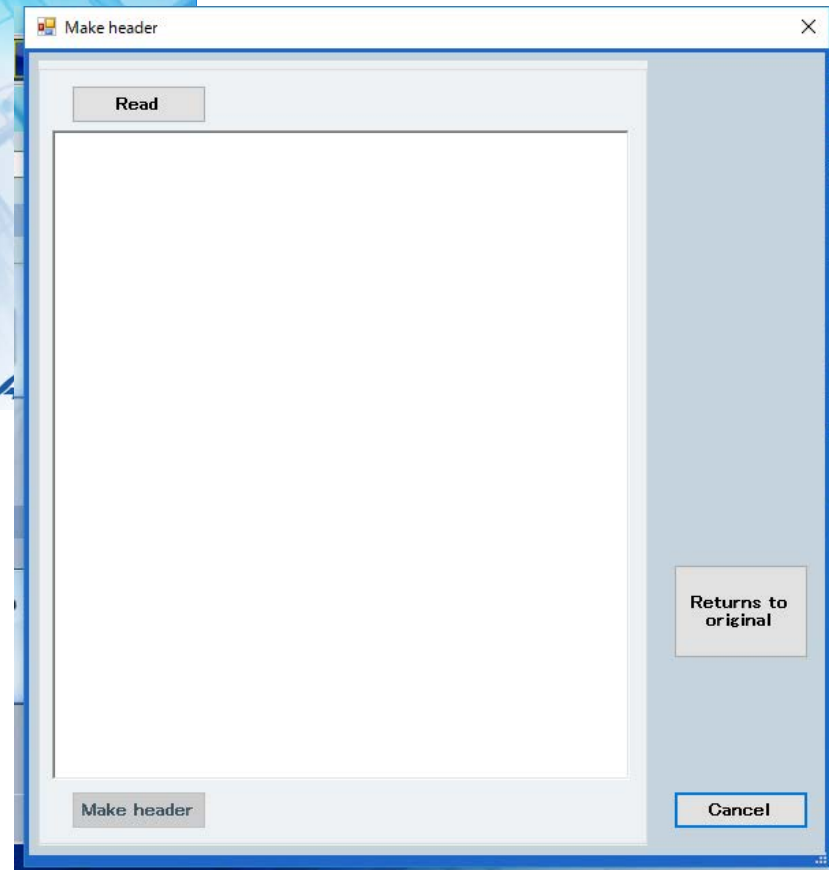 Make header
Read
Returns to
original
Make header
Cancel